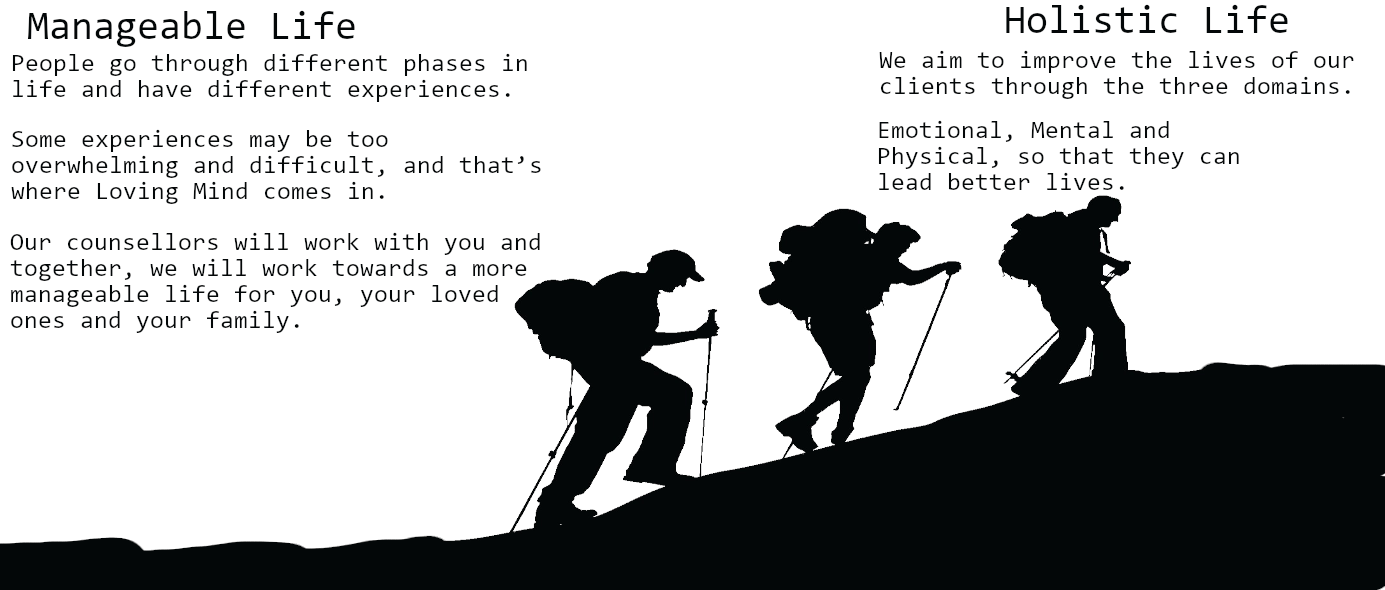 Manageable Life
People go through different phases in
life and have different experiences.
Some experiences may be too
overwhelming and difficult, and that’s
where Loving Mind comes in.
Our counsellors will work with you and
together, we will work towards a more
manageable life for you, your loved
ones and your family.
Holistic Life
We aim to improve the lives of our
clients through the three domains.
Emotional, Mental and
Physical, so that they can
lead better lives.